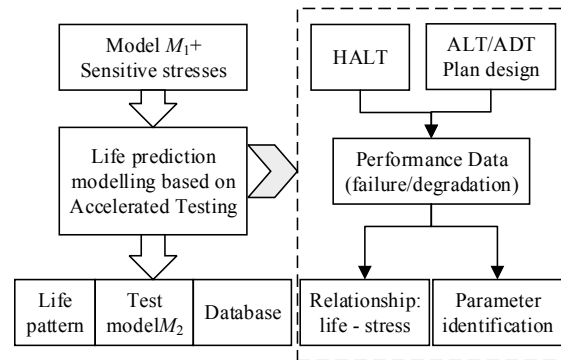 Model M₁+
Sensitive stresses
Life prediction
modelling based on
Accelerated Testing
Life
pattern
Test
modelM₂
Database
HALT
ALT/ADT
Plan design
Performance Data
(failure/degradation)
Relationship:
life - stress
Parameter
identification